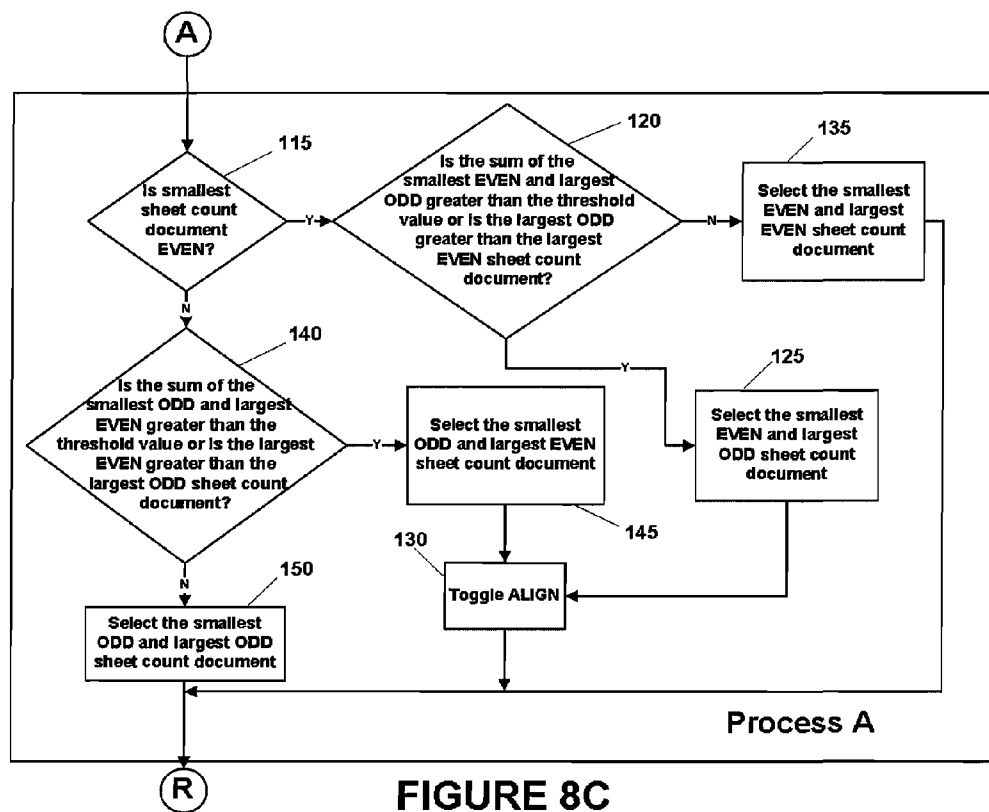 A
115
Is smallest
sheet count
document
EVEN?
Y
120
Is the sum of the
smallest EVEN and largest
ODD greater than the threshold
value or is the largest ODD
greater than the largest
EVEN sheet count
document?
N
135
Select the smallest
EVEN and largest
EVEN sheet count
document
N
140
Is the sum of the
smallest ODD and largest
EVEN greater than the
threshold value or is the largest
EVEN greater than the
largest ODD sheet count
document?
Y
Select the smallest
ODD and largest EVEN
sheet count document
145
Y
125
Select the smallest
EVEN and largest
ODD sheet count
document
130
Toggle ALIGN
N
150
Select the smallest
ODD and largest ODD
sheet count document
Process A
R
FIGURE 8C